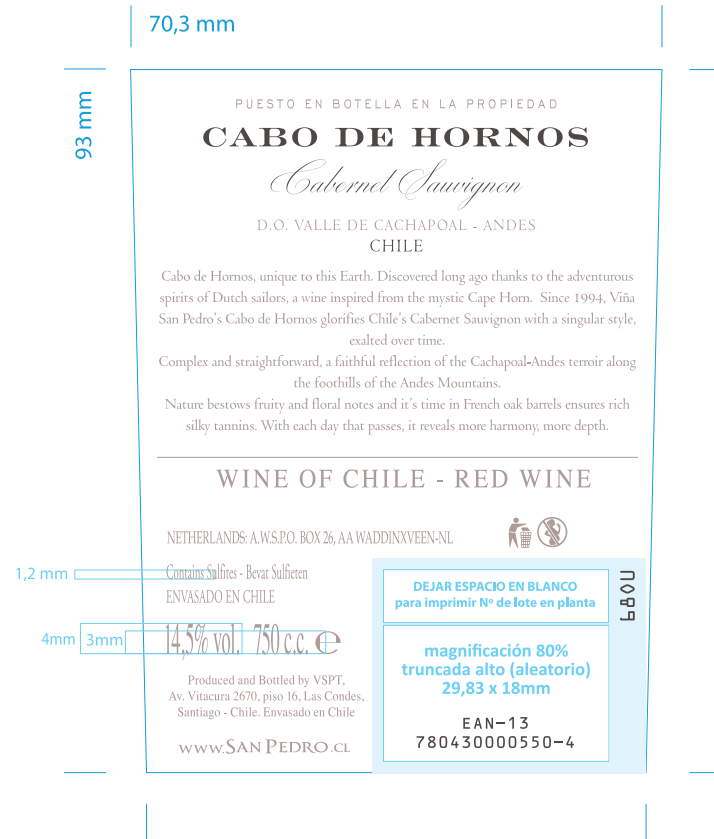 70,3 mm
93 mm
PUESTO EN BOTELLA EN LA PROPIEDAD
CABO DE HORNOS
Cabernet Sauvignon
D.O. VALLE DE CACHAPOAL - ANDES
CHILE
Cabo de Hornos, unique to this Earth. Discovered long ago thanks to the adventurous
spirits of Dutch sailors, a wine inspired from the mystic Cape Horn. Since 1994, Viña
San Pedro's Cabo de Hornos glorifies Chile's Cabernet Sauvignon with a singular style,
exalted over time.
Complex and straightforward, a faithful reflection of the Cachapoal-Andes terroir along
the foothills of the Andes Mountains.
Nature bestows fruity and floral notes and it's time in French oak barrels ensures rich
silky tannins. With each day that passes, it reveals more harmony, more depth.
WINE OF CHILE - RED WINE
NETHERLANDS: A.W.S.P.O. BOX 26, AA WADDINXVEEN-NL
1,2 mm
Contains Sulfites - Bevat Sulfieten
ENVASADO EN CHILE
4mm
3mm
14,5% vol. 750 c.c. ℮
Produced and Bottled by VSPT,
Av. Vitacura 2670, piso 16, Las Condes,
Santiago - Chile. Envasado en Chile
www.SAN PEDRO.CL
DEJAR ESPACIO EN BLANCO
para imprimir Nº de lote en planta
magnificación 80%
truncada alto (aleatorio)
29,83 x 18mm
EAN-13
780430000550-4